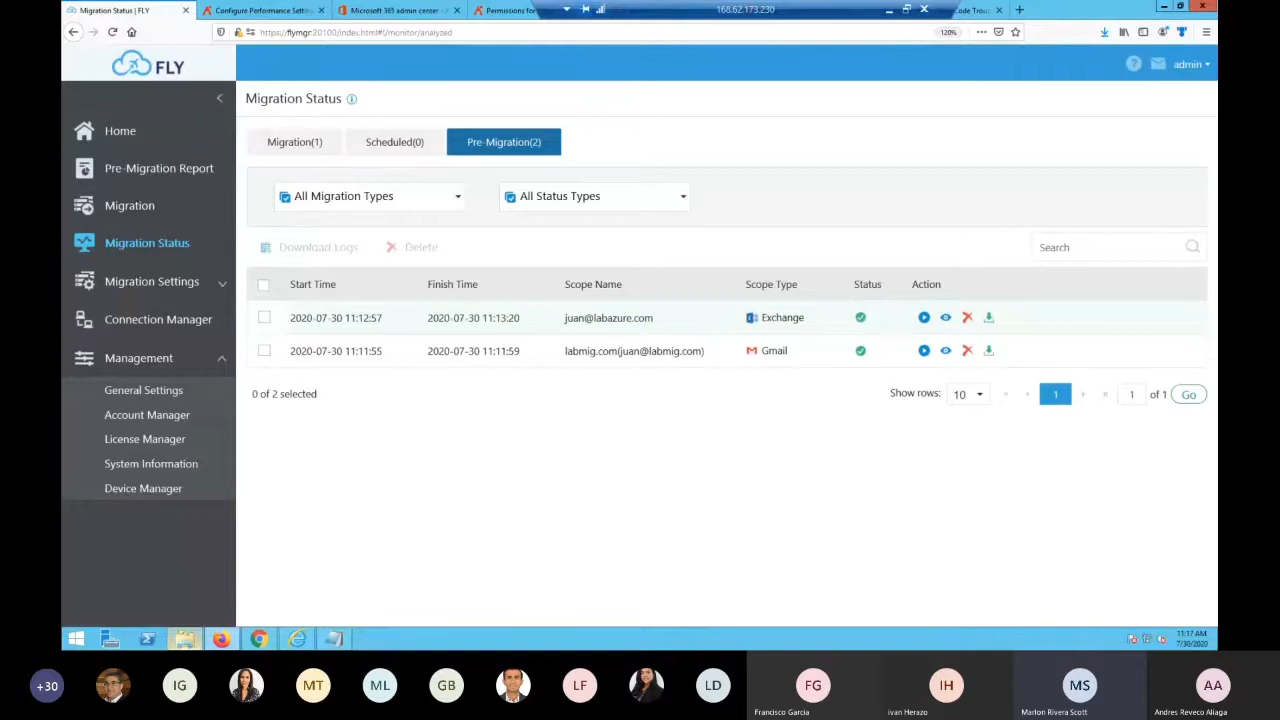 Migration Status | FLY
Configure Performance Settin
Microsoft 365 admin center - A
Permissions for
168.62.173.230
ode Trou
https://flymgr:20100/index.html#!/monitor/analyzed
120%
FLY
admin
Home
Pre-Migration Report
Migration
Migration Status
Migration Settings
Connection Manager
Management
General Settings
Account Manager
License Manager
System Information
Device Manager
Migration Status
Migration(1)
Scheduled(0)
Pre-Migration(2)
All Migration Types
All Status Types
Download Logs
Delete
Search
Start Time
Finish Time
Scope Name
Scope Type
Status
Action
2020-07-30 11:12:57
2020-07-30 11:13:20
juan@labazure.com
Exchange
2020-07-30 11:11:55
2020-07-30 11:11:59
labmig.com(juan@labmig.com)
Gmail
0 of 2 selected
Show rows:
10
1
1
of 1
Go
11:17 AM
7/30/2020
+30
IG
MT
ML
GB
LF
LD
FG
Francisco Garcia
IH
ivan Herazo
MS
Marlon Rivera Scott
AA
Andres Reveco Aliaga